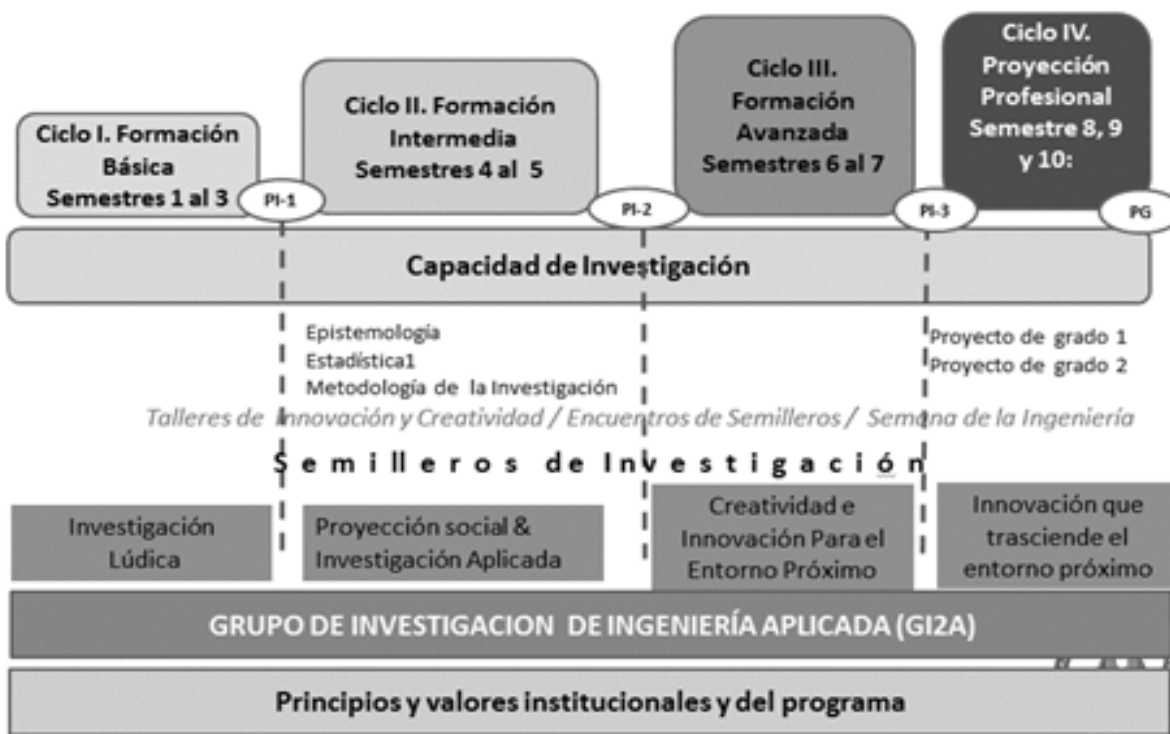 Ciclo I. Formación
Básica
Semestres 1 al 3
PI-1
Ciclo II. Formación
Intermedia
Semestres 4 al 5
PI-2
Ciclo III.
Formación
Avanzada
Semestres 6 al 7
PI-3
Ciclo IV.
Proyección
Profesional
Semestre 8, 9
y 10:
PG
Capacidad de Investigación
Epistemología
Estadística1
Metodología de la Investigación
Proyecto de grado 1
Proyecto de grado 2
Talleres de Innovación y Creatividad / Encuentros de Semilleros / Semana de la Ingeniería
Semilleros de Investigación
Investigación
Lúdica
Proyección social &
Investigación Aplicada
Creatividad e
Innovación Para el
Entorno Próximo
Innovación que
trasciende el
entorno próximo
GRUPO DE INVESTIGACION DE INGENIERÍA APLICADA (GI2A)
Principios y valores institucionales y del programa